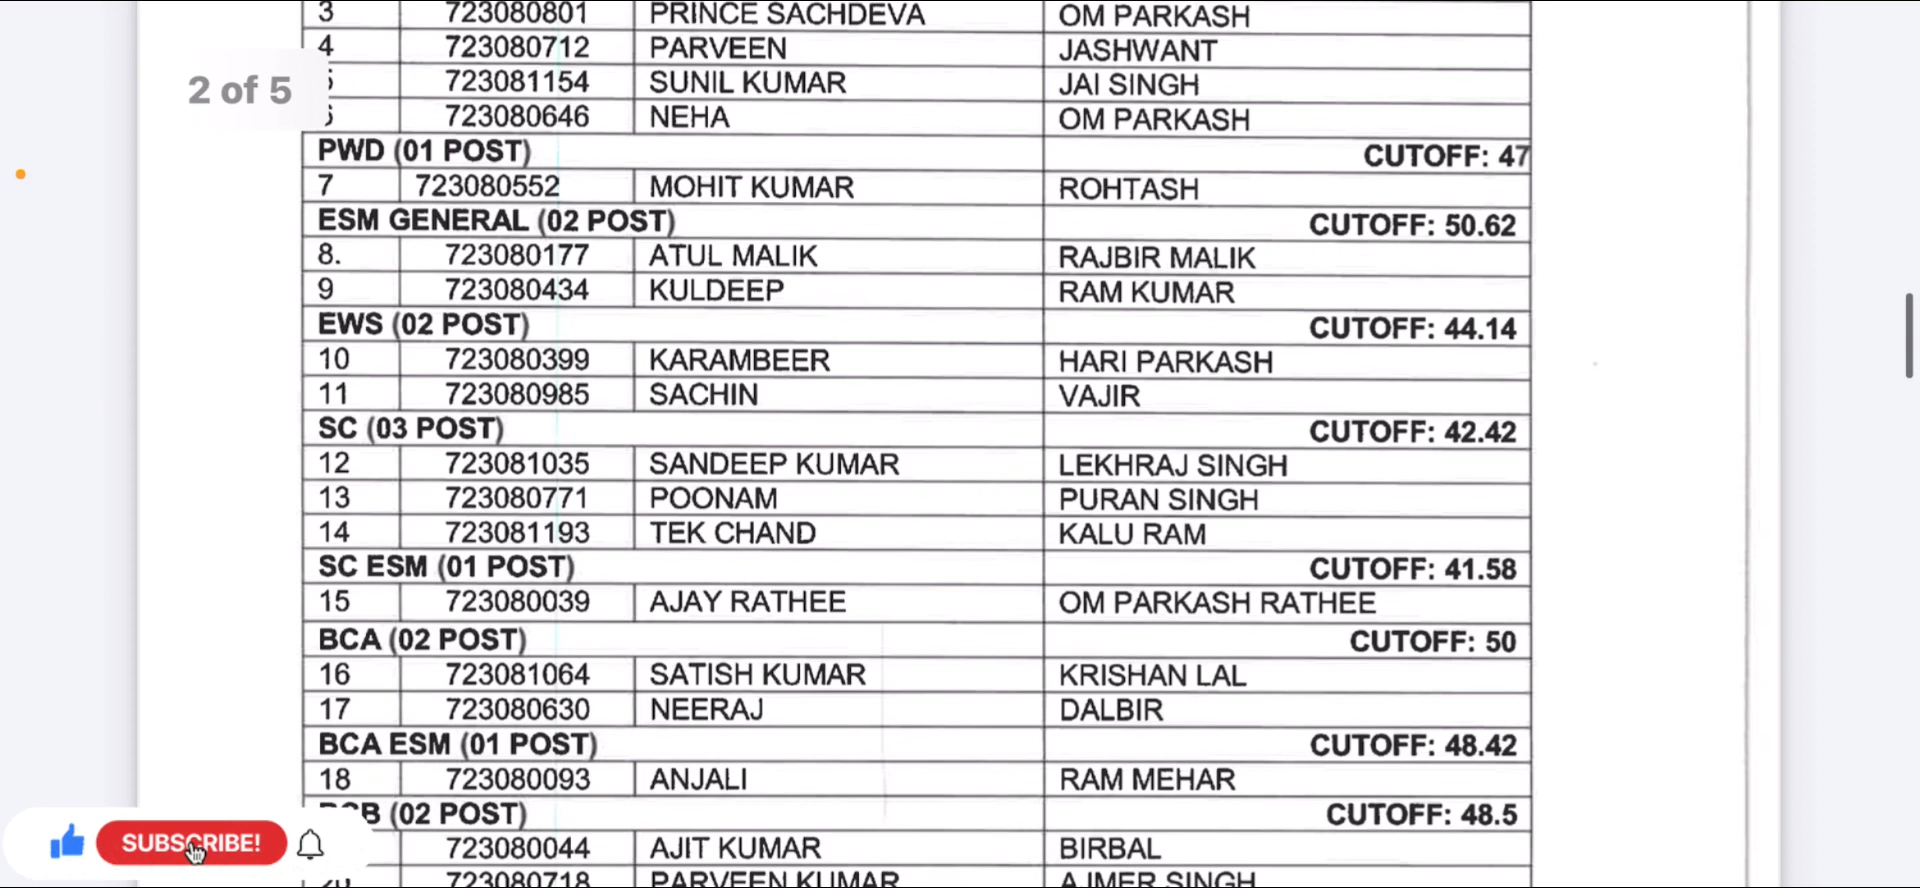 3 723080801 PRINCE SACHDEVA OM PARKASH
4 723080712 PARVEEN JASHWANT
2 of 5
723081154 SUNIL KUMAR JAI SINGH
723080646 NEHA OM PARKASH
PWD (01 POST) CUTOFF: 47
7 723080552 MOHIT KUMAR ROHTASH
ESM GENERAL (02 POST) CUTOFF: 50.62
8. 723080177 ATUL MALIK RAJBIR MALIK
9 723080434 KULDEEP RAM KUMAR
EWS (02 POST) CUTOFF: 44.14
10 723080399 KARAMBEER HARI PARKASH
11 723080985 SACHIN VAJIR
SC (03 POST) CUTOFF: 42.42
12 723081035 SANDEEP KUMAR LEKHRAJ SINGH
13 723080771 POONAM PURAN SINGH
14 723081193 TEK CHAND KALU RAM
SC ESM (01 POST) CUTOFF: 41.58
15 723080039 AJAY RATHEE OM PARKASH RATHEE
BCA (02 POST) CUTOFF: 50
16 723081064 SATISH KUMAR KRISHAN LAL
17 723080630 NEERAJ DALBIR
BCA ESM (01 POST) CUTOFF: 48.42
18 723080093 ANJALI RAM MEHAR
(02 POST) CUTOFF: 48.5
SUBSCRIBE!
723080044 AJIT KUMAR BIRBAL
723080718 PARVEEN KUMAR AJMER SINGH